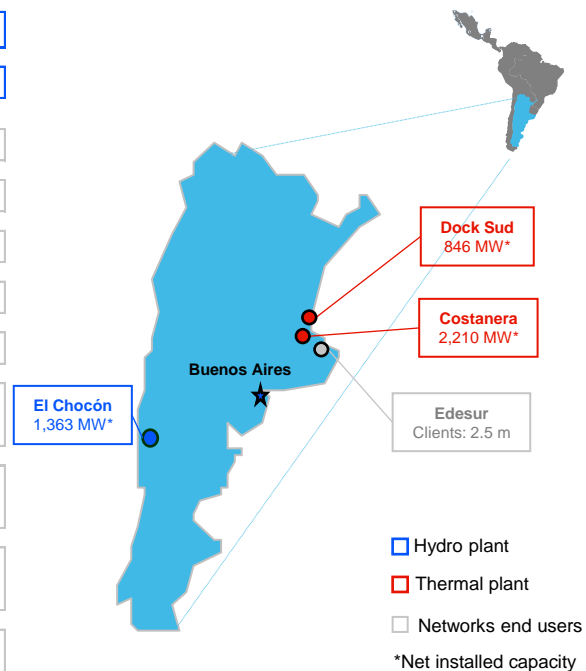 Dock Sud
846 MW*
Costanera
2,210 MW*
Buenos Aires
El Chocón
1,363 MW*
Edesur
Clients: 2.5 m
Hydro plant
Thermal plant
Networks end users
*Net installed capacity